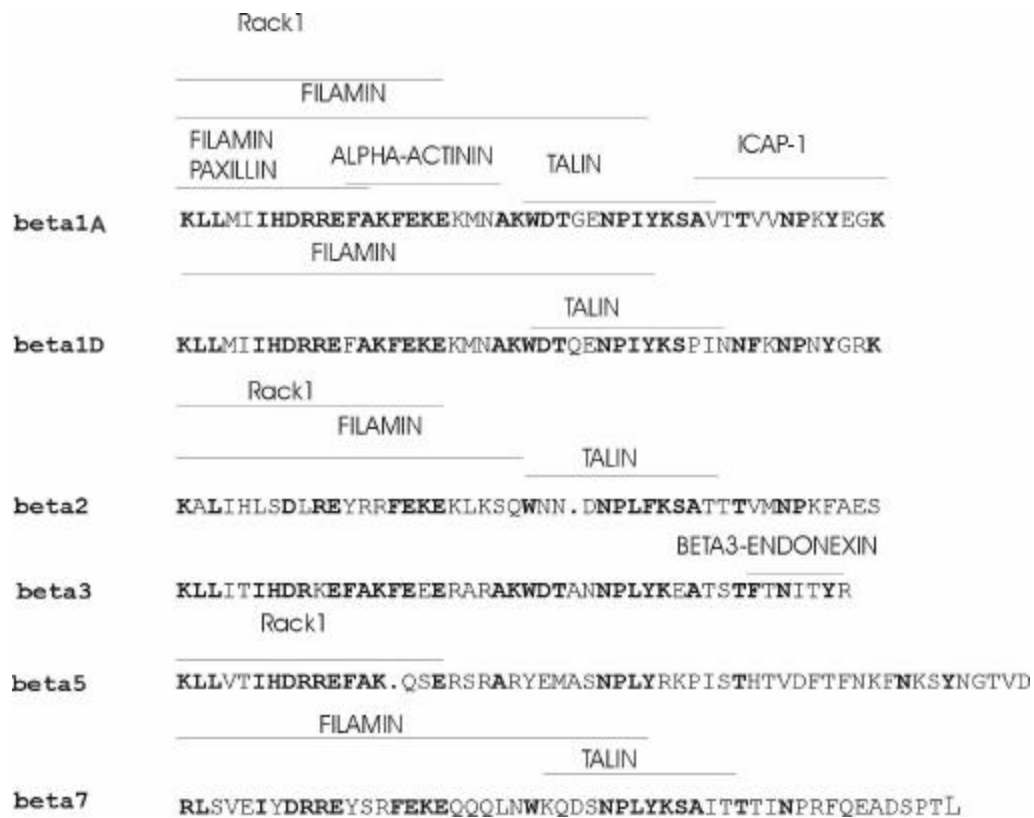 Rack1
FILAMIN
FILAMIN
PAXILLIN
ALPHA-ACTININ
TALIN
ICAP-1
beta1A KLLMIIHDRREFAKFEKEKMNAKWDTGENPIYKSAVTTVVNPKYEGK
FILAMIN
TALIN
beta1D KLLMIIHDRREFAKFEKEKMNAKWDTQENPIYKSPINNFKNPNYGRK
Rack1
FILAMIN
TALIN
beta2 KALIHLSDLREYRRFEKEKLKSQWNN.DNPLFKSATTTVMNPKFAES
BETA3-ENDONEXIN
beta3 KLLITIHDRKEFAKFEEERARAKWDTANNPLYKEATSTFTNITYR
Rack1
beta5 KLLVTIHDRREFAK.QSERSRARYEMASNPLYRKPISTHTVDFTFNKFNKSYNGTVD
FILAMIN
TALIN
beta7 RLSVEIYDRREYSRFEKEQQQLNWKQDSNPLYKSAITTTINPRFQEADSPTL